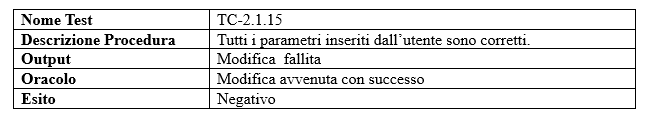 Nome Test TC-2.1.15
Descrizione Procedura Tutti i parametri inseriti dall’utente sono corretti.
Output Modifica fallita
Oracolo Modifica avvenuta con successo
Esito Negativo